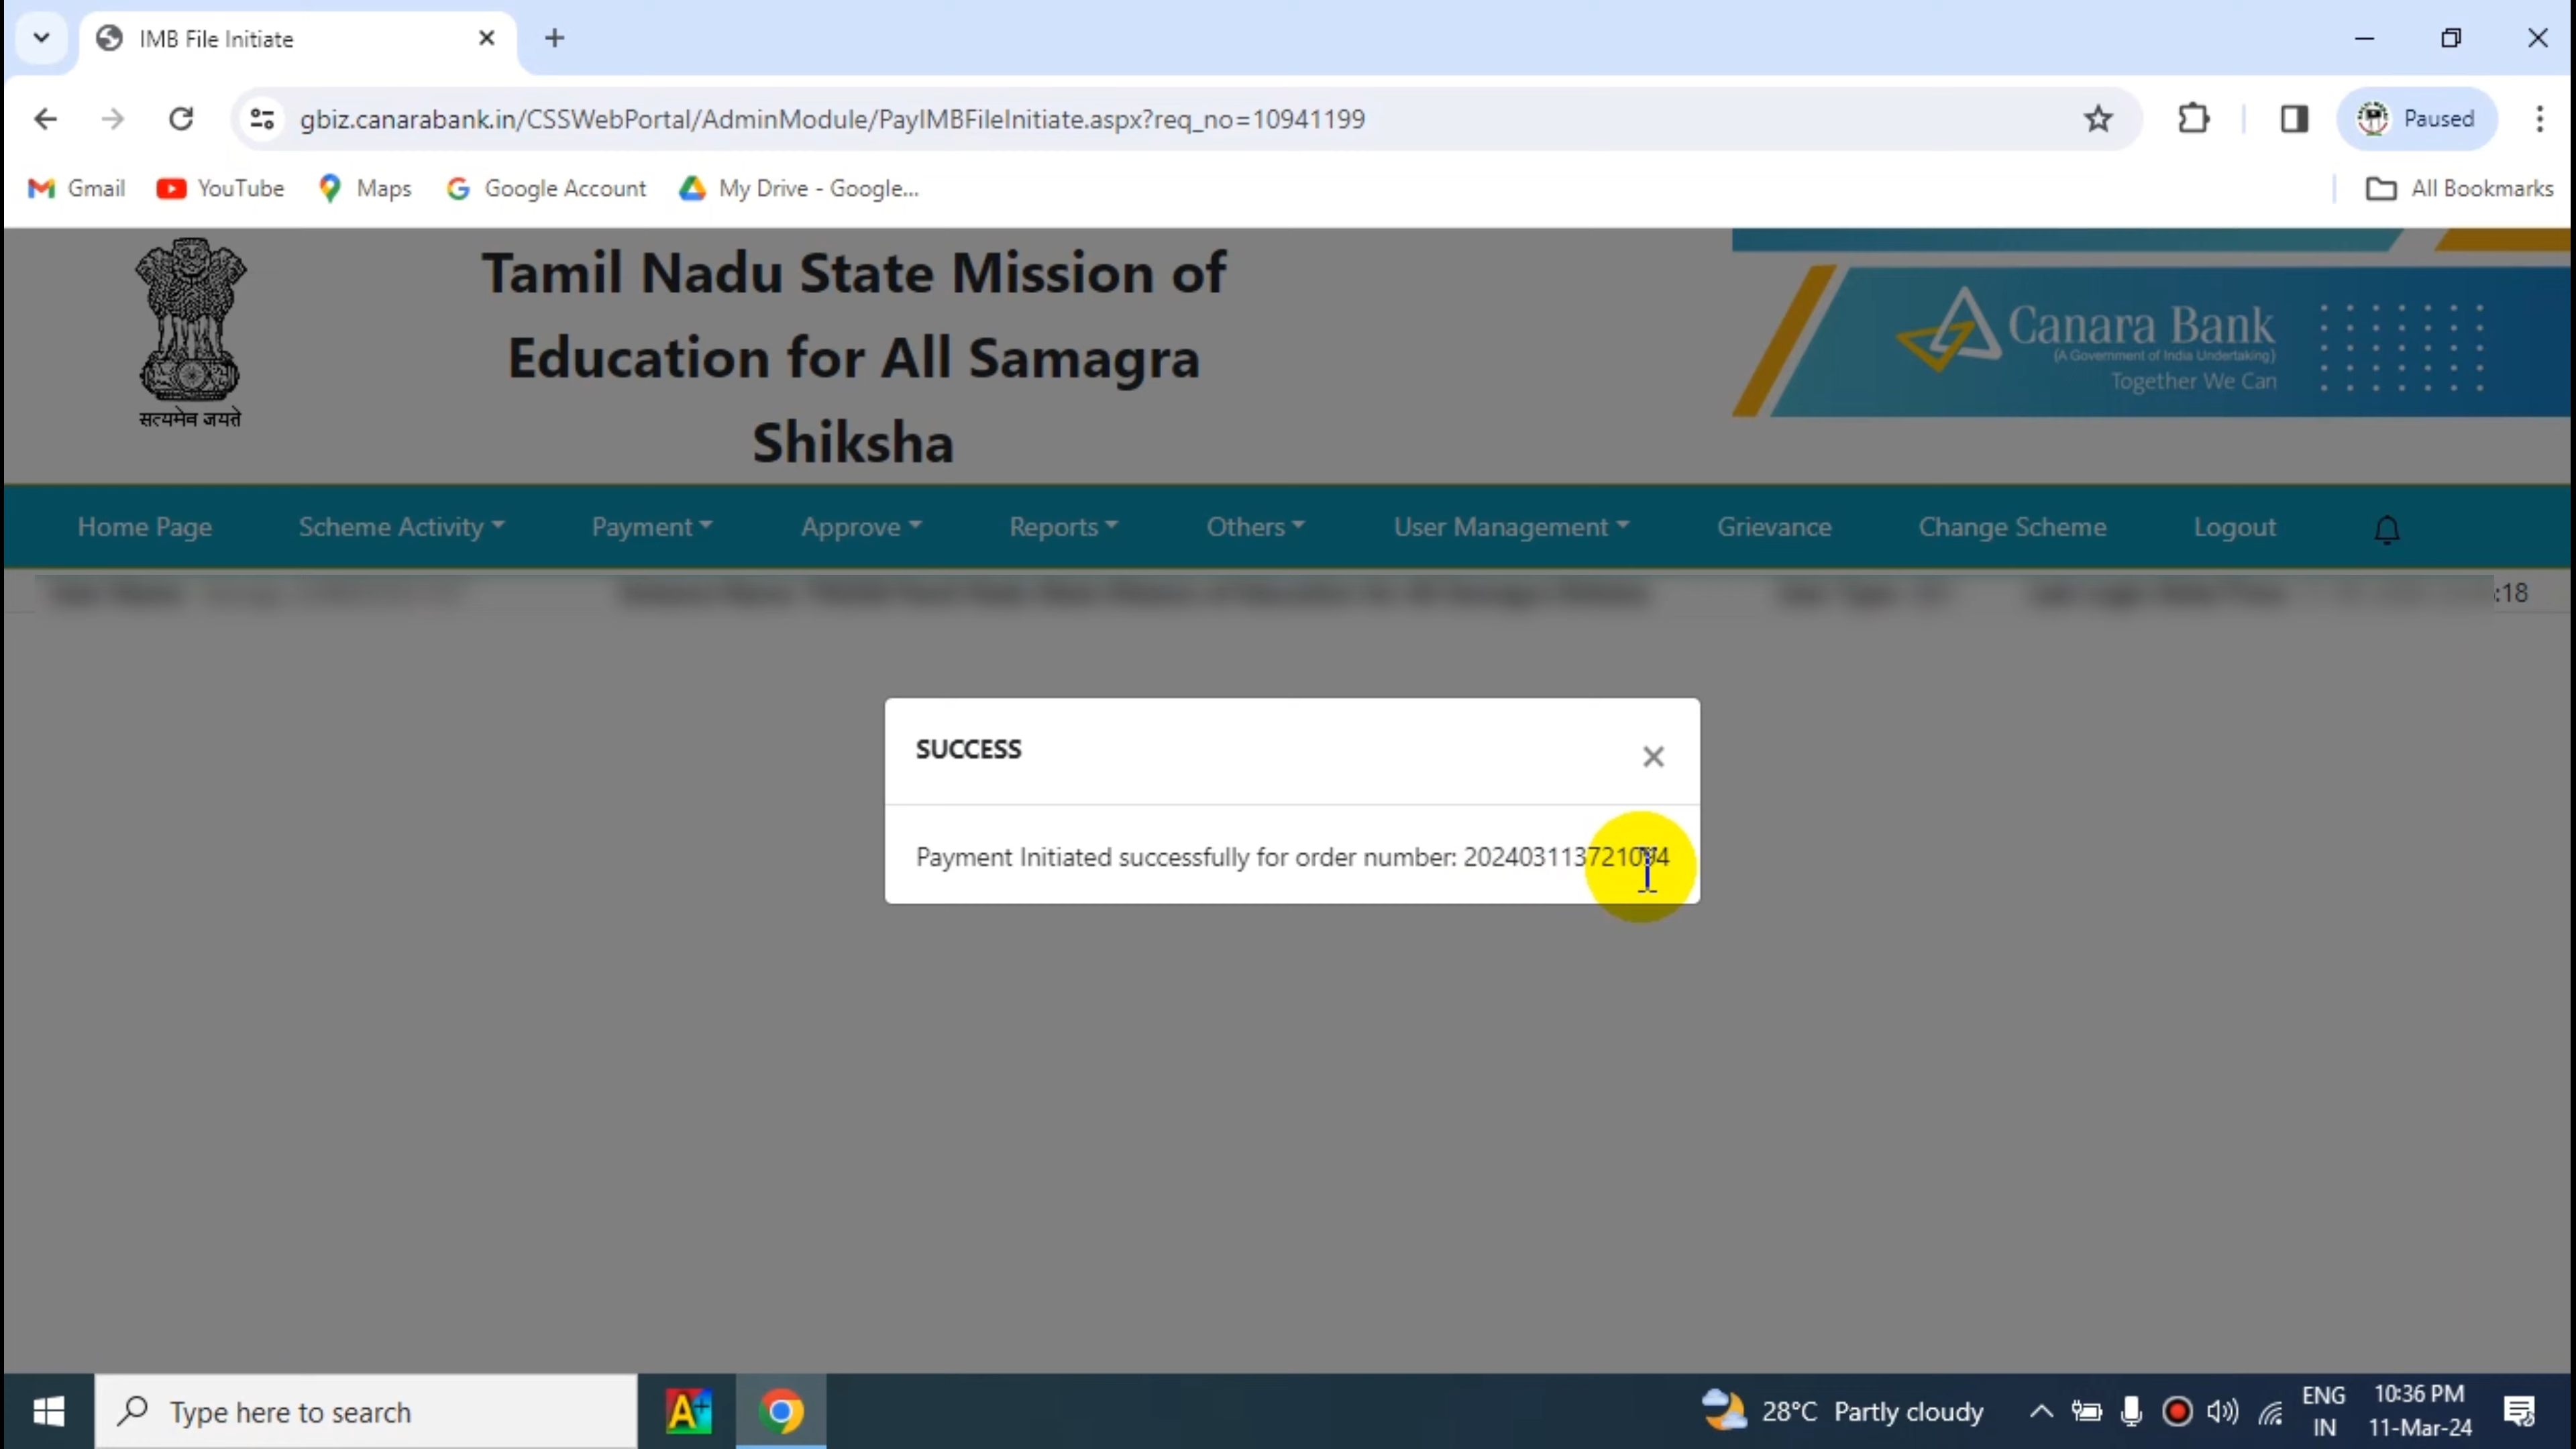 IMB File Initiate
gbiz.canarabank.in/CSSWebPortal/AdminModule/PayIMBFileInitiate.aspx?req_no=10941199
Paused
Gmail YouTube Maps Google Account My Drive - Google... All Bookmarks
सत्यमेव जयते
Tamil Nadu State Mission of
Education for All Samagra
Shiksha
Canara Bank
(A Government of India Undertaking)
Together We Can
Home Page Scheme Activity Payment Approve Reports Others User Management Grievance Change Scheme Logout
:18
SUCCESS
Payment Initiated successfully for order number: 202403113721094
Type here to search
28°C Partly cloudy
ENG
IN
10:36 PM
11-Mar-24